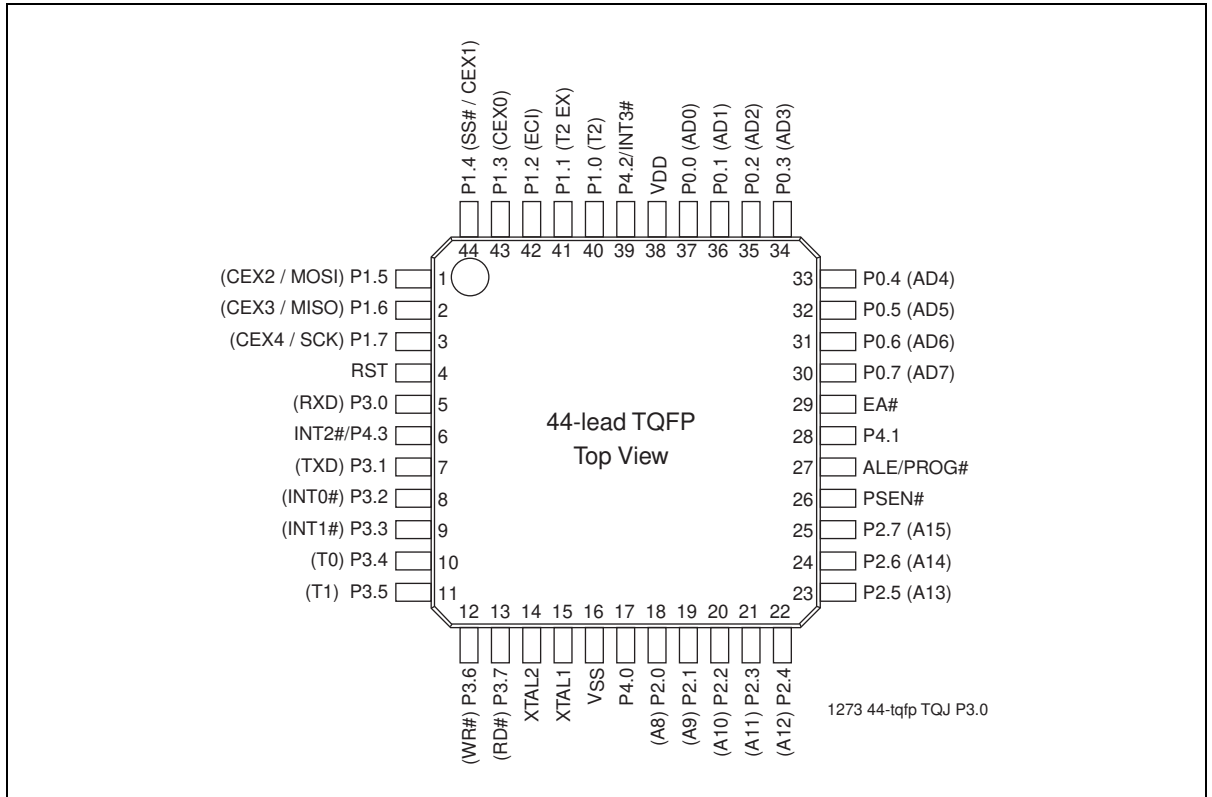 P1.4 (SS# / CEX1)
P1.3 (CEX0)
P1.2 (ECI)
P1.1 (T2 EX)
P1.0 (T2)
P4.2/INT3#
VDD
P0.0 (AD0)
P0.1 (AD1)
P0.2 (AD2)
P0.3 (AD3)
44 43 42 41 40 39 38 37 36 35 34
(CEX2 / MOSI) P1.5 1
(CEX3 / MISO) P1.6 2
(CEX4 / SCK) P1.7 3
RST 4
(RXD) P3.0 5
INT2#/P4.3 6
(TXD) P3.1 7
(INT0#) P3.2 8
(INT1#) P3.3 9
(T0) P3.4 10
(T1) P3.5 11
44-lead TQFP
Top View
33 P0.4 (AD4)
32 P0.5 (AD5)
31 P0.6 (AD6)
30 P0.7 (AD7)
29 EA#
28 P4.1
27 ALE/PROG#
26 PSEN#
25 P2.7 (A15)
24 P2.6 (A14)
23 P2.5 (A13)
12 13 14 15 16 17 18 19 20 21 22
(WR#) P3.6
(RD#) P3.7
XTAL2
XTAL1
VSS
P4.0
(A8) P2.0
(A9) P2.1
(A10) P2.2
(A11) P2.3
(A12) P2.4
1273 44-tqfp TQJ P3.0